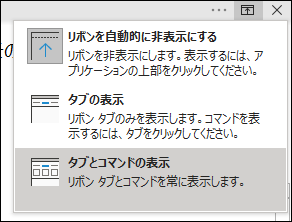 リボンを自動的に非表示にする
リボンを非表示にします。表示するには、ア
プリケーションの上部をクリックしてください。
タブの表示
リボン タブのみを表示します。コマンドを表
示するには、タブをクリックしてください。
タブとコマンドの表示
リボン タブとコマンドを常に表示します。